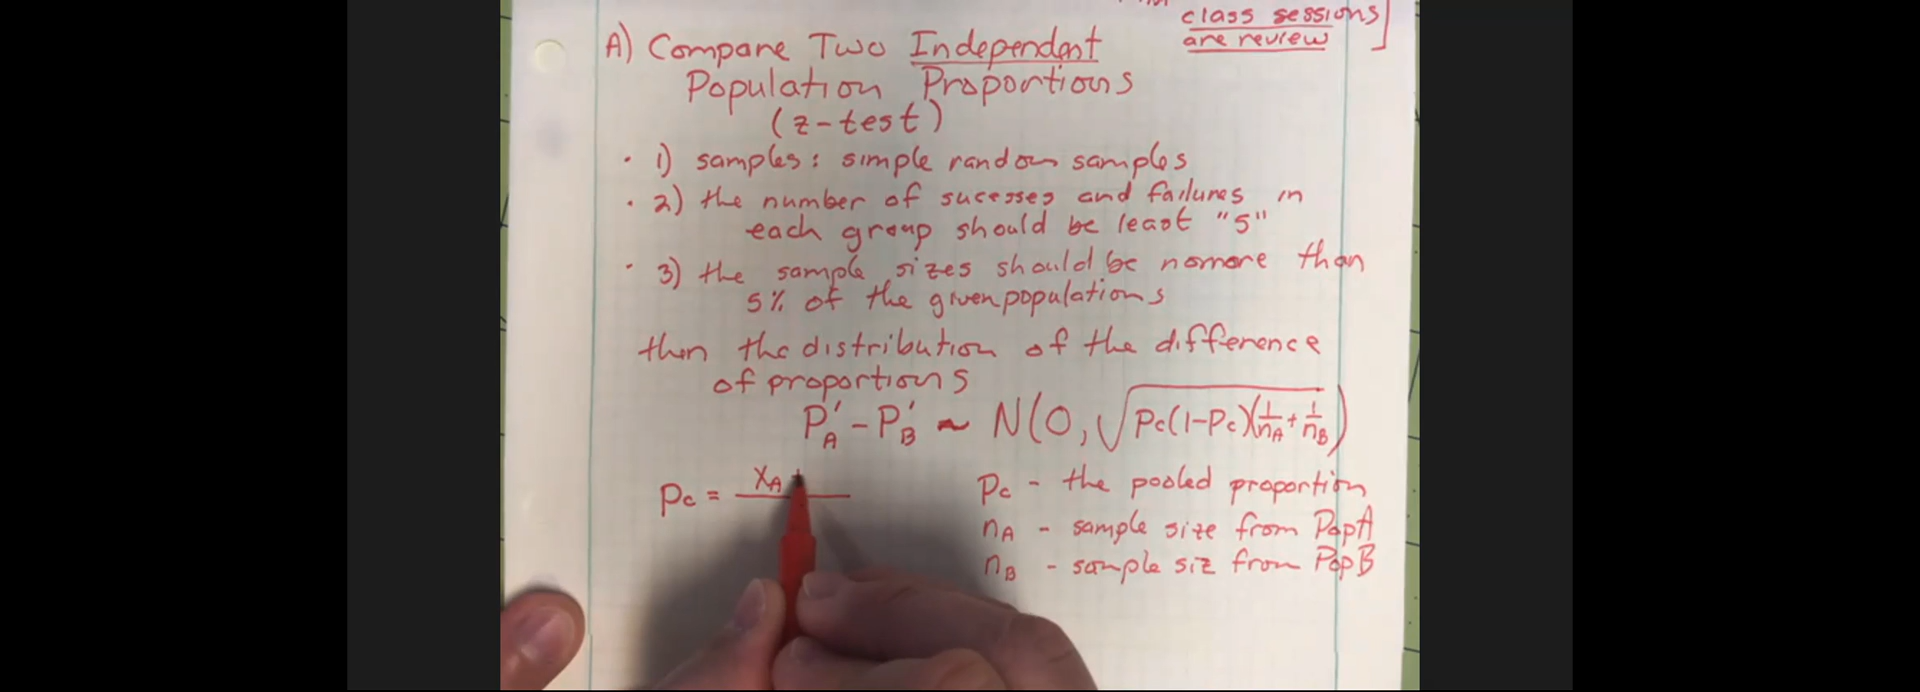 class sessions]
are review
A) Compare Two Independent
Population Proportions
(z-test)
· 1) samples: simple random samples
· 2) the number of sucesses and failures in
each group should be least "5"
· 3) the sample sizes should be nomore than
5% of the given populations
then the distribution of the difference
of proportions
P'A - P'B ~ N(0, √(Pc(1-Pc)(1/nA + 1/nB)))
Pc = XA +
Pc - the pooled proportion
nA - sample size from PopA
nB - sample siz from PopB